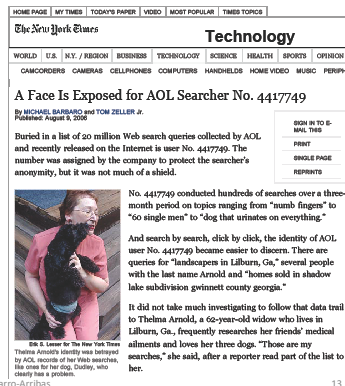 HOME PAGE MY TIMES TODAY'S PAPER VIDEO MOST POPULAR TIMES TOPICS
The New York Times
Technology
WORLD U.S. N.Y. / REGION BUSINESS TECHNOLOGY SCIENCE HEALTH SPORTS OPINION
CAMCORDERS CAMERAS CELLPHONES COMPUTERS HANDHELDS HOME VIDEO MUSIC PERIPH
A Face Is Exposed for AOL Searcher No. 4417749
By MICHAEL BARBARO and TOM ZELLER Jr.
Published: August 9, 2006
Buried in a list of 20 million Web search queries collected by AOL
and recently released on the Internet is user No. 4417749. The
number was assigned by the company to protect the searcher's
anonymity, but it was not much of a shield.
SIGN IN TO E-
MAIL THIS
PRINT
SINGLE PAGE
REPRINTS
No. 4417749 conducted hundreds of searches over a three-
month period on topics ranging from "numb fingers" to
"60 single men" to "dog that urinates on everything."
And search by search, click by click, the identity of AOL
user No. 4417749 became easier to discern. There are
queries for "landscapers in Lilburn, Ga," several people
with the last name Arnold and "homes sold in shadow
lake subdivision gwinnett county georgia."
It did not take much investigating to follow that data trail
to Thelma Arnold, a 62-year-old widow who lives in
Lilburn, Ga., frequently researches her friends' medical
ailments and loves her three dogs. "Those are my
searches," she said, after a reporter read part of the list to
her.
Erik S. Lesser for The New York Times
Thelma Arnold's identity was betrayed
by AOL records of her Web searches,
like ones for her dog, Dudley, who
clearly has a problem.
arro-Arribas
13